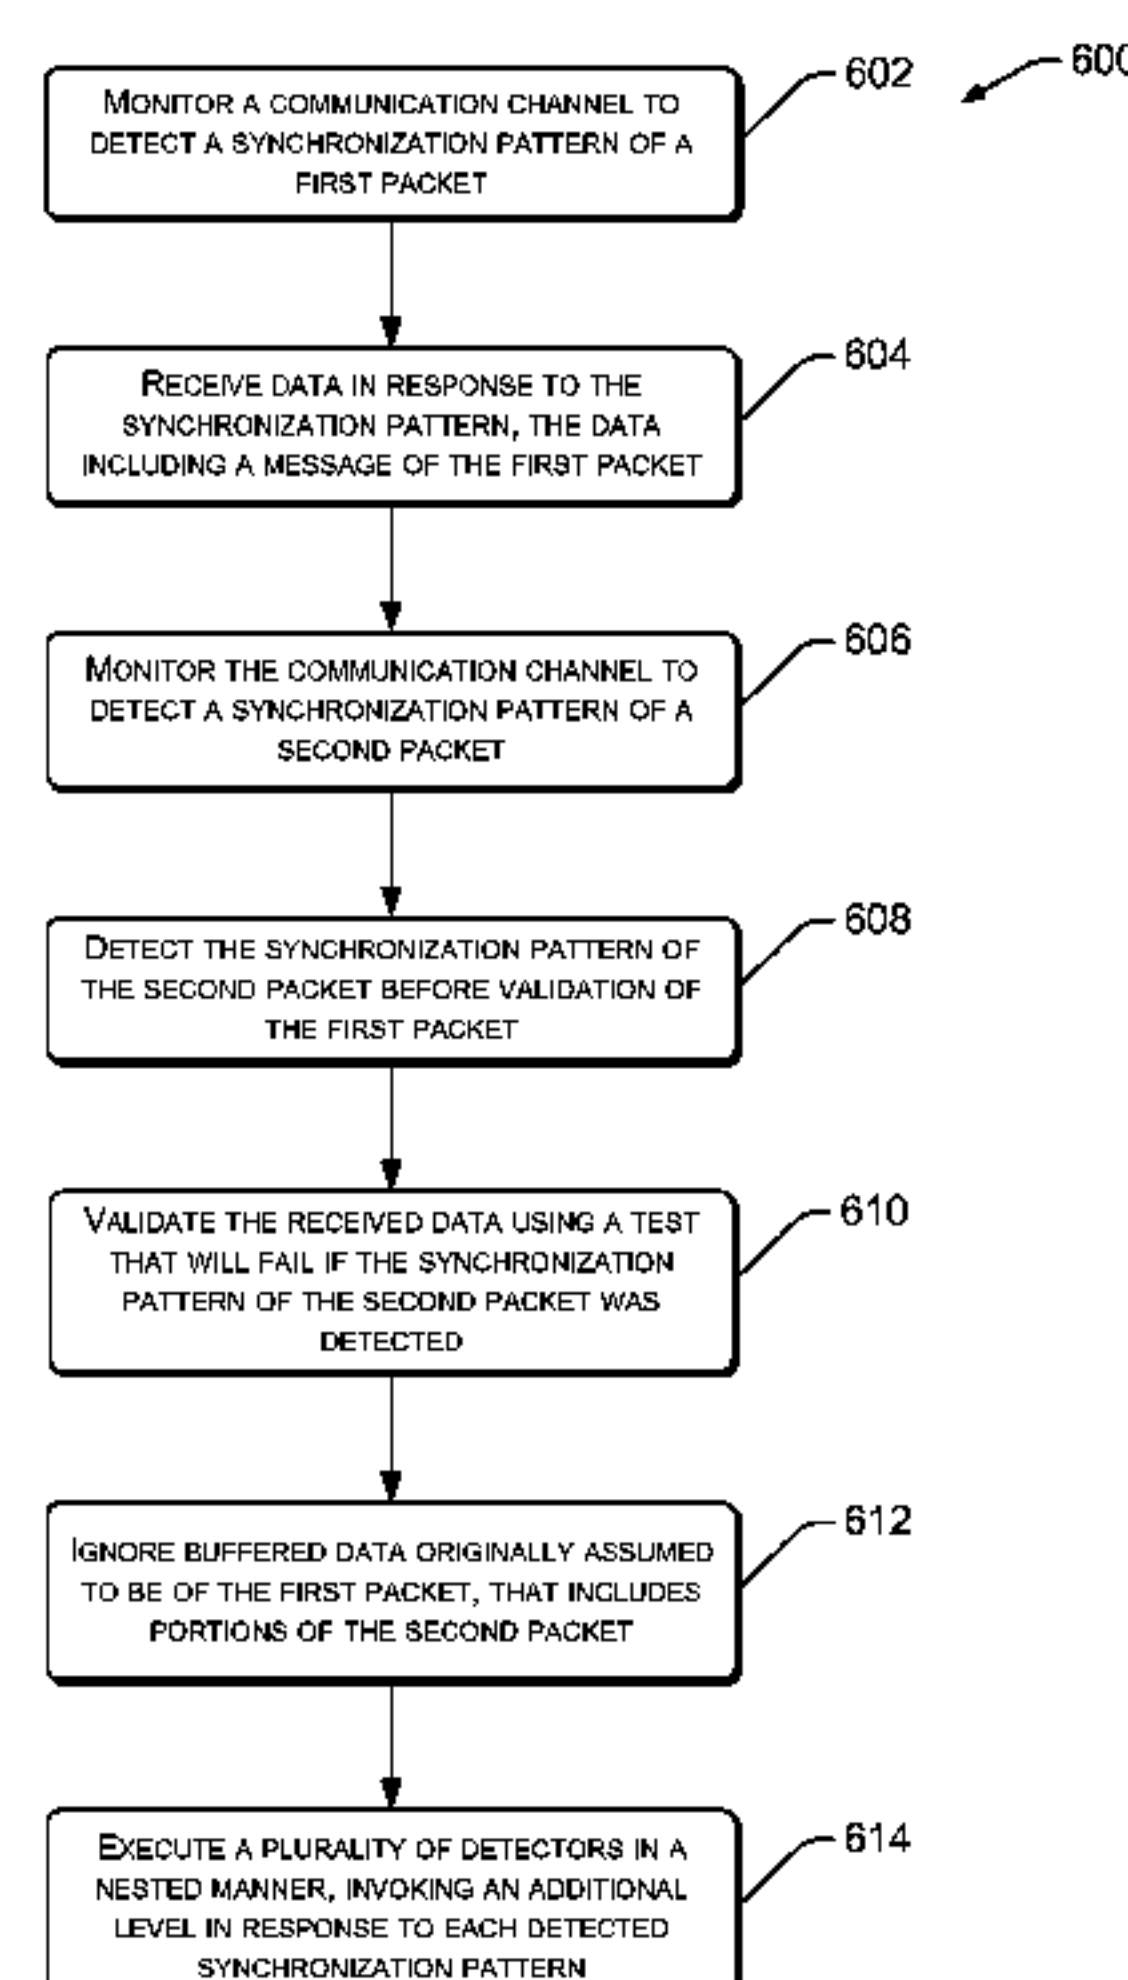 600
602
MONITOR A COMMUNICATION CHANNEL TO
DETECT A SYNCHRONIZATION PATTERN OF A
FIRST PACKET
604
RECEIVE DATA IN RESPONSE TO THE
SYNCHRONIZATION PATTERN, THE DATA
INCLUDING A MESSAGE OF THE FIRST PACKET
606
MONITOR THE COMMUNICATION CHANNEL TO
DETECT A SYNCHRONIZATION PATTERN OF A
SECOND PACKET
608
DETECT THE SYNCHRONIZATION PATTERN OF
THE SECOND PACKET BEFORE VALIDATION OF
THE FIRST PACKET
610
VALIDATE THE RECEIVED DATA USING A TEST
THAT WILL FAIL IF THE SYNCHRONIZATION
PATTERN OF THE SECOND PACKET WAS
DETECTED
612
IGNORE BUFFERED DATA ORIGINALLY ASSUMED
TO BE OF THE FIRST PACKET, THAT INCLUDES
PORTIONS OF THE SECOND PACKET
614
EXECUTE A PLURALITY OF DETECTORS IN A
NESTED MANNER, INVOKING AN ADDITIONAL
LEVEL IN RESPONSE TO EACH DETECTED
SYNCHRONIZATION PATTERN